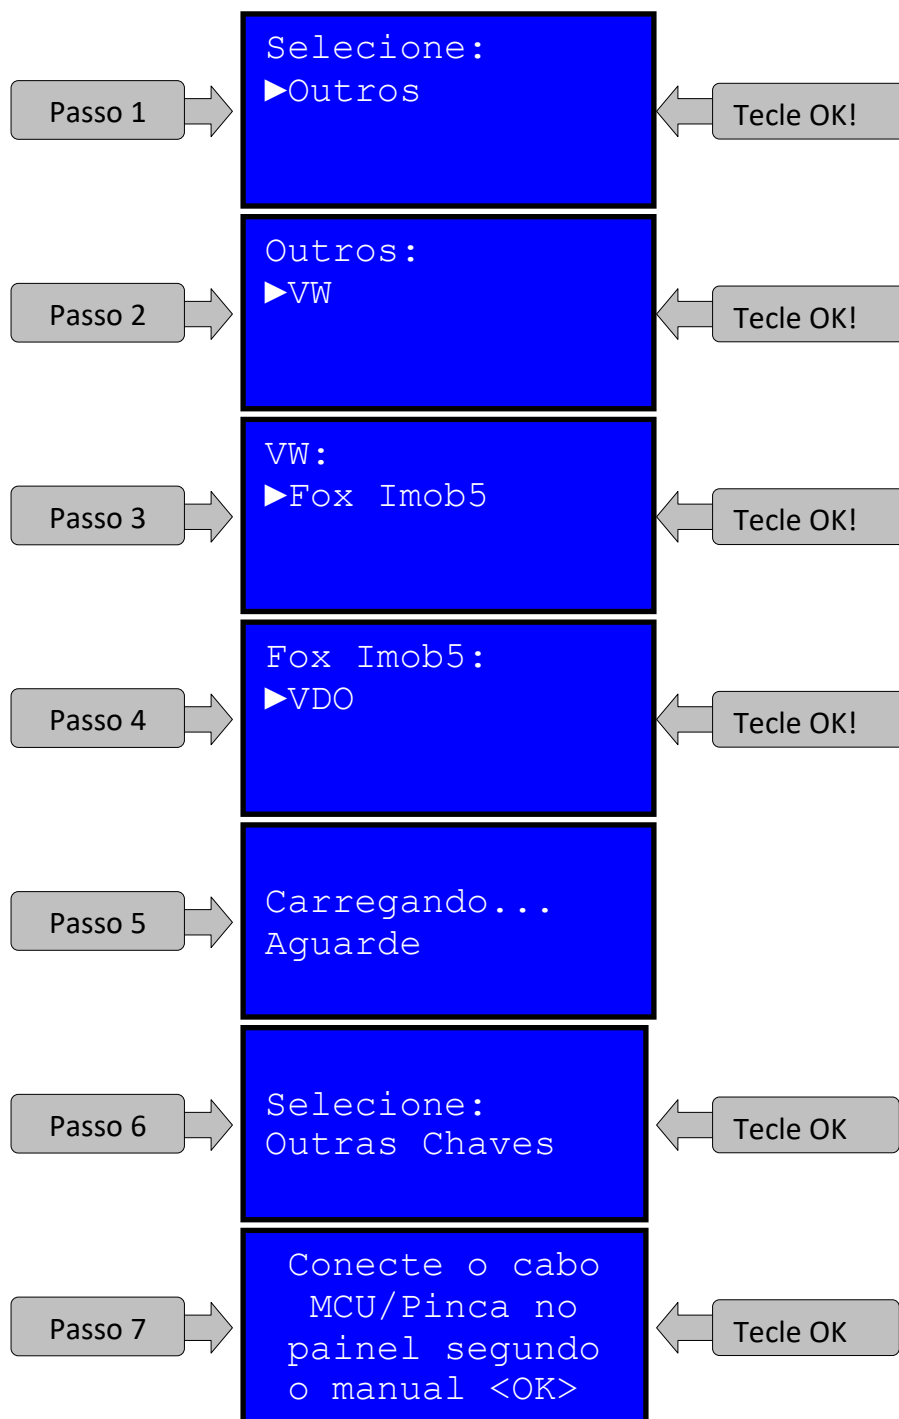 Passo 1
Selecione:
►Outros
Tecle OK!
Passo 2
Outros:
►VW
Tecle OK!
Passo 3
VW:
►Fox Imob5
Tecle OK!
Passo 4
Fox Imob5:
►VDO
Tecle OK!
Passo 5
Carregando...
Aguarde
Passo 6
Selecione:
Outras Chaves
Tecle OK
Passo 7
Conecte o cabo
MCU/Pinca no
painel segundo
o manual <OK>
Tecle OK